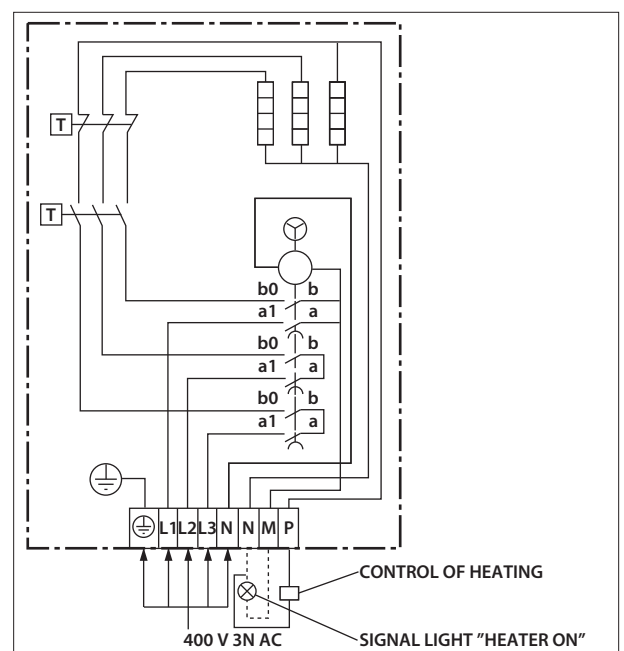 T
T
b0 b
a1 a
b0 b
a1 a
b0 b
a1 a
L1 L2 L3 N N M P
CONTROL OF HEATING
400 V 3N AC
SIGNAL LIGHT ”HEATER ON”